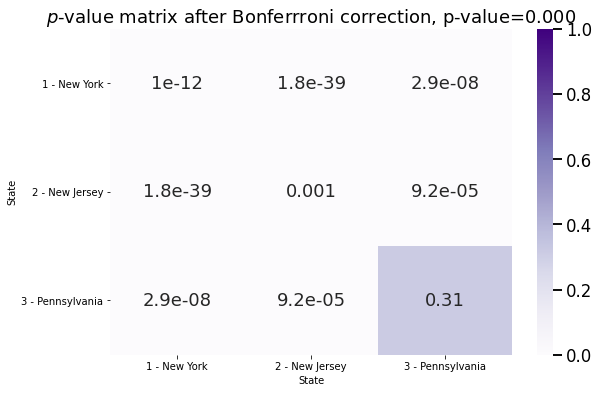 p-value matrix after Bonferrroni correction, p-value=0.000
1 - New York 1e-12 1.8e-39 2.9e-08
2 - New Jersey 1.8e-39 0.001 9.2e-05
3 - Pennsylvania 2.9e-08 9.2e-05 0.31
State
1 - New York 2 - New Jersey 3 - Pennsylvania
State
1.0
0.8
0.6
0.4
0.2
0.0